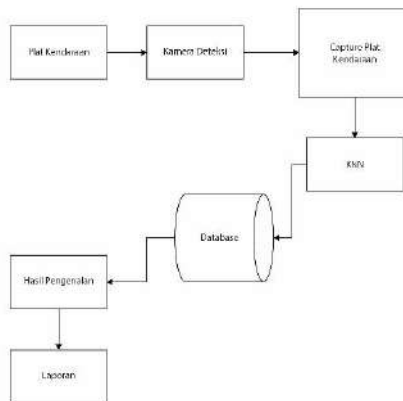 Plat Kendaraan
Kamera Deteksi
Capture Plat
Kendaraan
KNN
Database
Hasil Pengenalan
Laporan